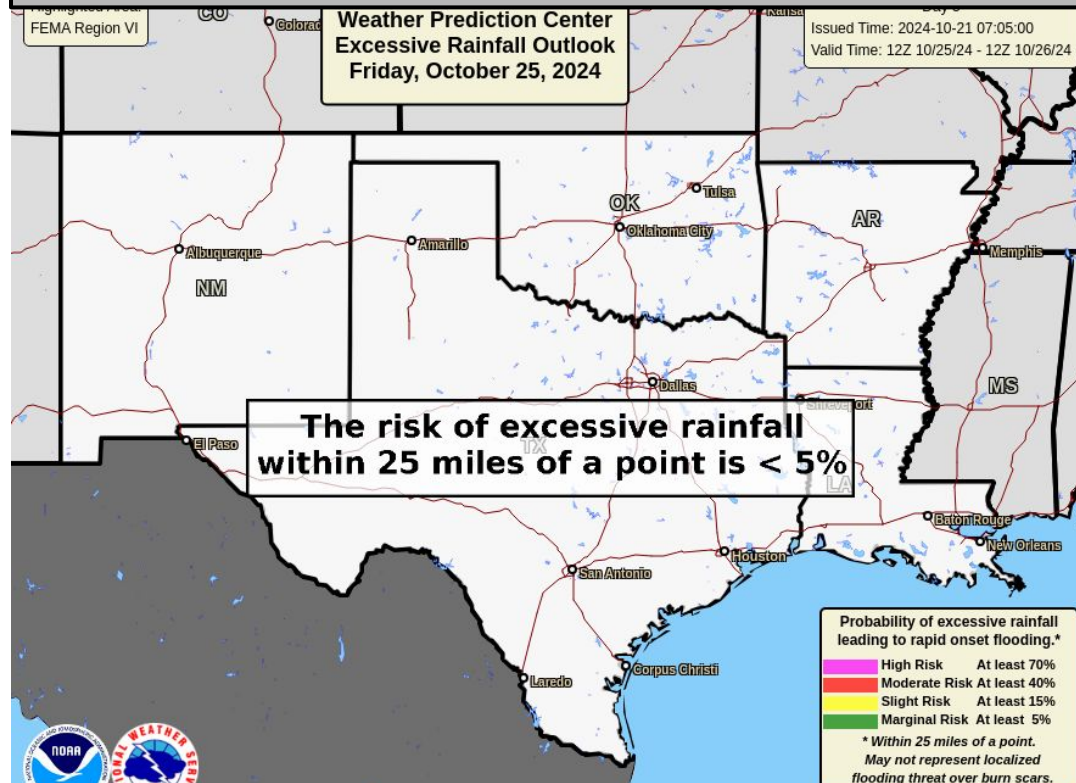 Highlighted Area:
FEMA Region VI
Weather Prediction Center
Excessive Rainfall Outlook
Friday, October 25, 2024
Issued Time: 2024-10-21 07:05:00
Valid Time: 12Z 10/25/24 - 12Z 10/26/24
CO
Colorad
Kansa
Tulsa
OK
Oklahoma City
AR
Albuquerque
Amarillo
Memphis
NM
Dallas
MS
Shreveport
The risk of excessive rainfall
within 25 miles of a point is < 5%
El Paso
TX
LA
Baton Rouge
New Orleans
Houston
San Antonio
Corpus Christi
Laredo
Probability of excessive rainfall
leading to rapid onset flooding.*
High Risk At least 70%
Moderate Risk At least 40%
Slight Risk At least 15%
Marginal Risk At least 5%
* Within 25 miles of a point.
May not represent localized
flooding threat over burn scars.
NOAA